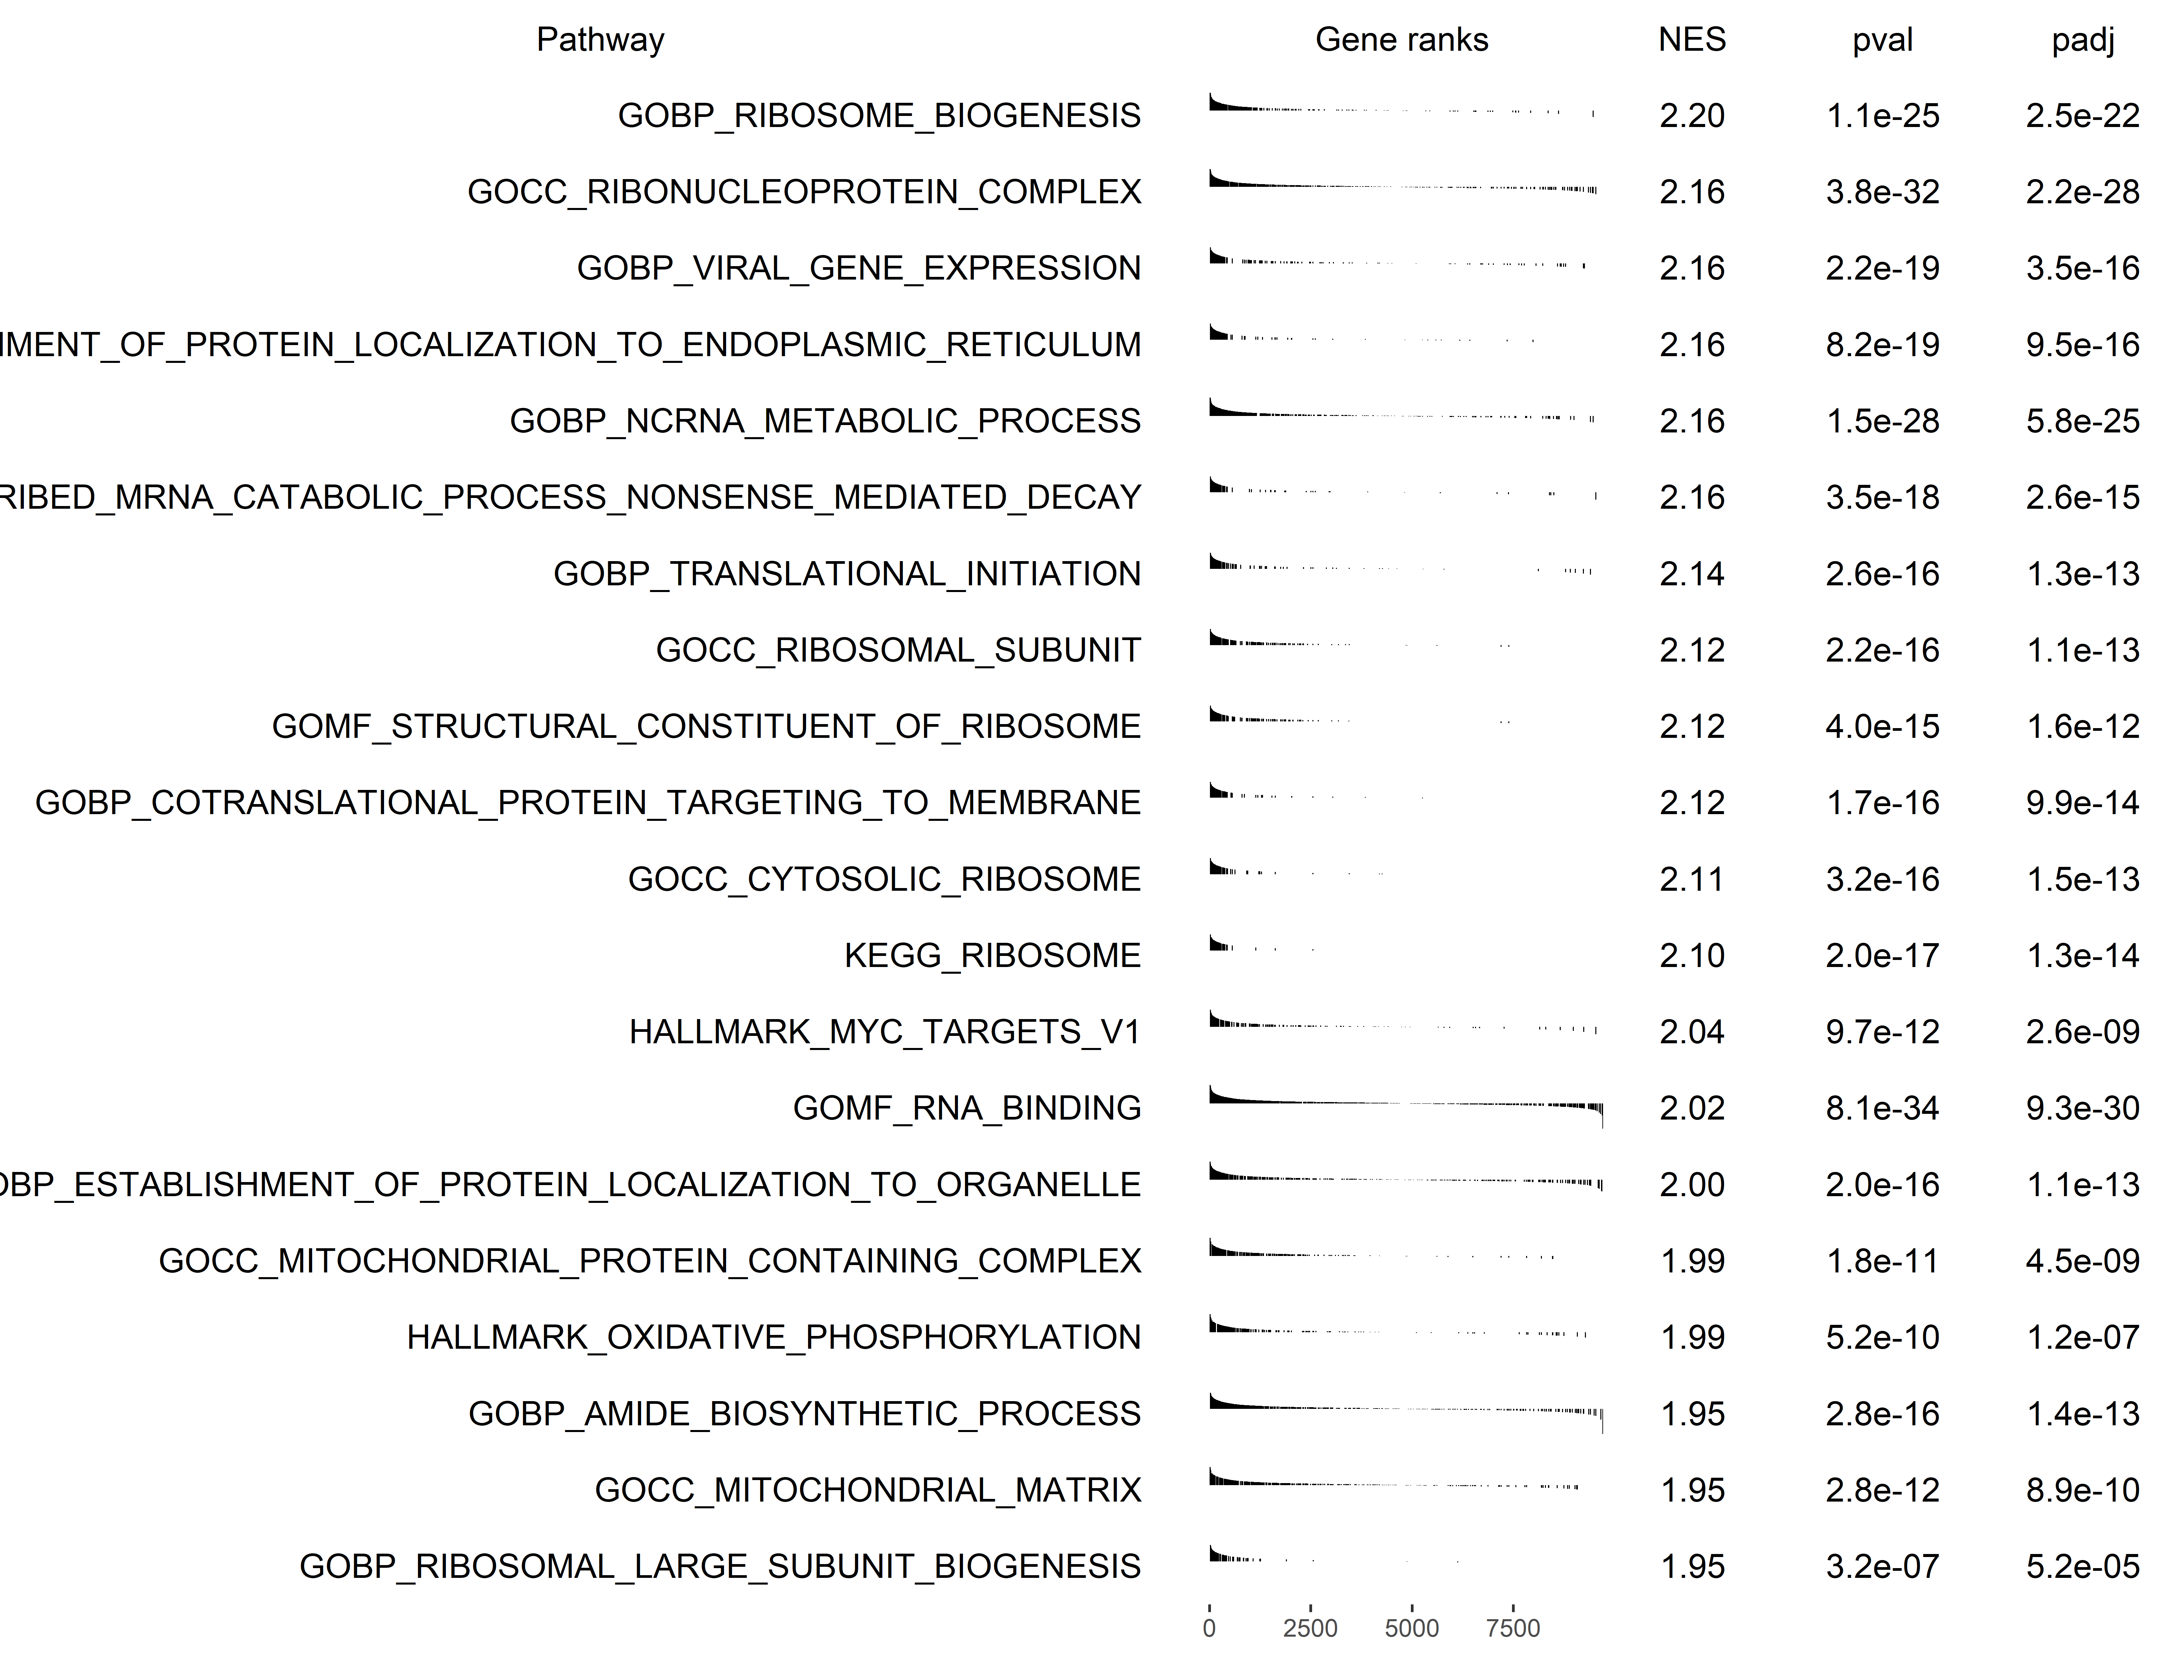 Pathway Gene ranks NES pval padj
GOBP_RIBOSOME_BIOGENESIS 2.20 1.1e-25 2.5e-22
GOCC_RIBONUCLEOPROTEIN_COMPLEX 2.16 3.8e-32 2.2e-28
GOBP_VIRAL_GENE_EXPRESSION 2.16 2.2e-19 3.5e-16
MENT_OF_PROTEIN_LOCALIZATION_TO_ENDOPLASMIC_RETICULUM 2.16 8.2e-19 9.5e-16
GOBP_NCRNA_METABOLIC_PROCESS 2.16 1.5e-28 5.8e-25
RIBED_MRNA_CATABOLIC_PROCESS_NONSENSE_MEDIATED_DECAY 2.16 3.5e-18 2.6e-15
GOBP_TRANSLATIONAL_INITIATION 2.14 2.6e-16 1.3e-13
GOCC_RIBOSOMAL_SUBUNIT 2.12 2.2e-16 1.1e-13
GOMF_STRUCTURAL_CONSTITUENT_OF_RIBOSOME 2.12 4.0e-15 1.6e-12
GOBP_COTRANSLATIONAL_PROTEIN_TARGETING_TO_MEMBRANE 2.12 1.7e-16 9.9e-14
GOCC_CYTOSOLIC_RIBOSOME 2.11 3.2e-16 1.5e-13
KEGG_RIBOSOME 2.10 2.0e-17 1.3e-14
HALLMARK_MYC_TARGETS_V1 2.04 9.7e-12 2.6e-09
GOMF_RNA_BINDING 2.02 8.1e-34 9.3e-30
OBP_ESTABLISHMENT_OF_PROTEIN_LOCALIZATION_TO_ORGANELLE 2.00 2.0e-16 1.1e-13
GOCC_MITOCHONDRIAL_PROTEIN_CONTAINING_COMPLEX 1.99 1.8e-11 4.5e-09
HALLMARK_OXIDATIVE_PHOSPHORYLATION 1.99 5.2e-10 1.2e-07
GOBP_AMIDE_BIOSYNTHETIC_PROCESS 1.95 2.8e-16 1.4e-13
GOCC_MITOCHONDRIAL_MATRIX 1.95 2.8e-12 8.9e-10
GOBP_RIBOSOMAL_LARGE_SUBUNIT_BIOGENESIS 1.95 3.2e-07 5.2e-05
0 2500 5000 7500